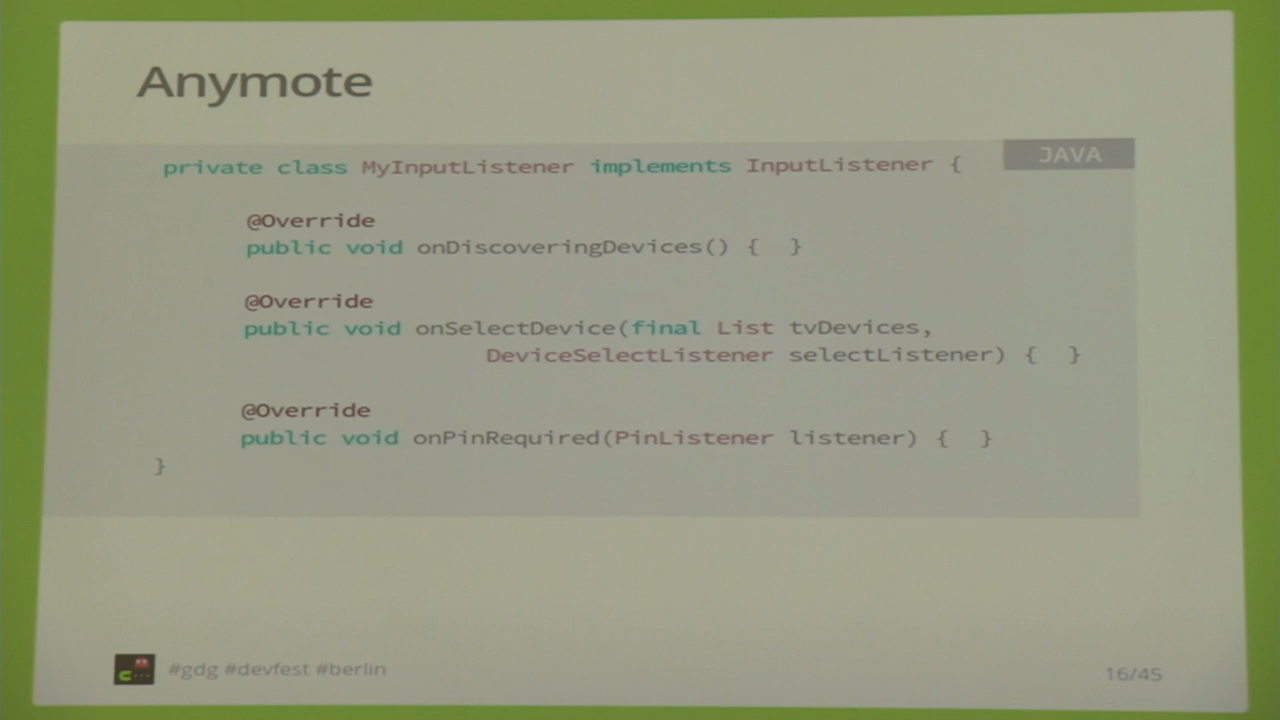 Anymote
JAVA
private class MyInputListener implements InputListener {
@Override
public void onDiscoveringDevices() { }
@Override
public void onSelectDevice(final List tvDevices,
DeviceSelectListener selectListener) { }
@Override
public void onPinRequired(PinListener listener) { }
}
#gdg #devfest #berlin
16/45